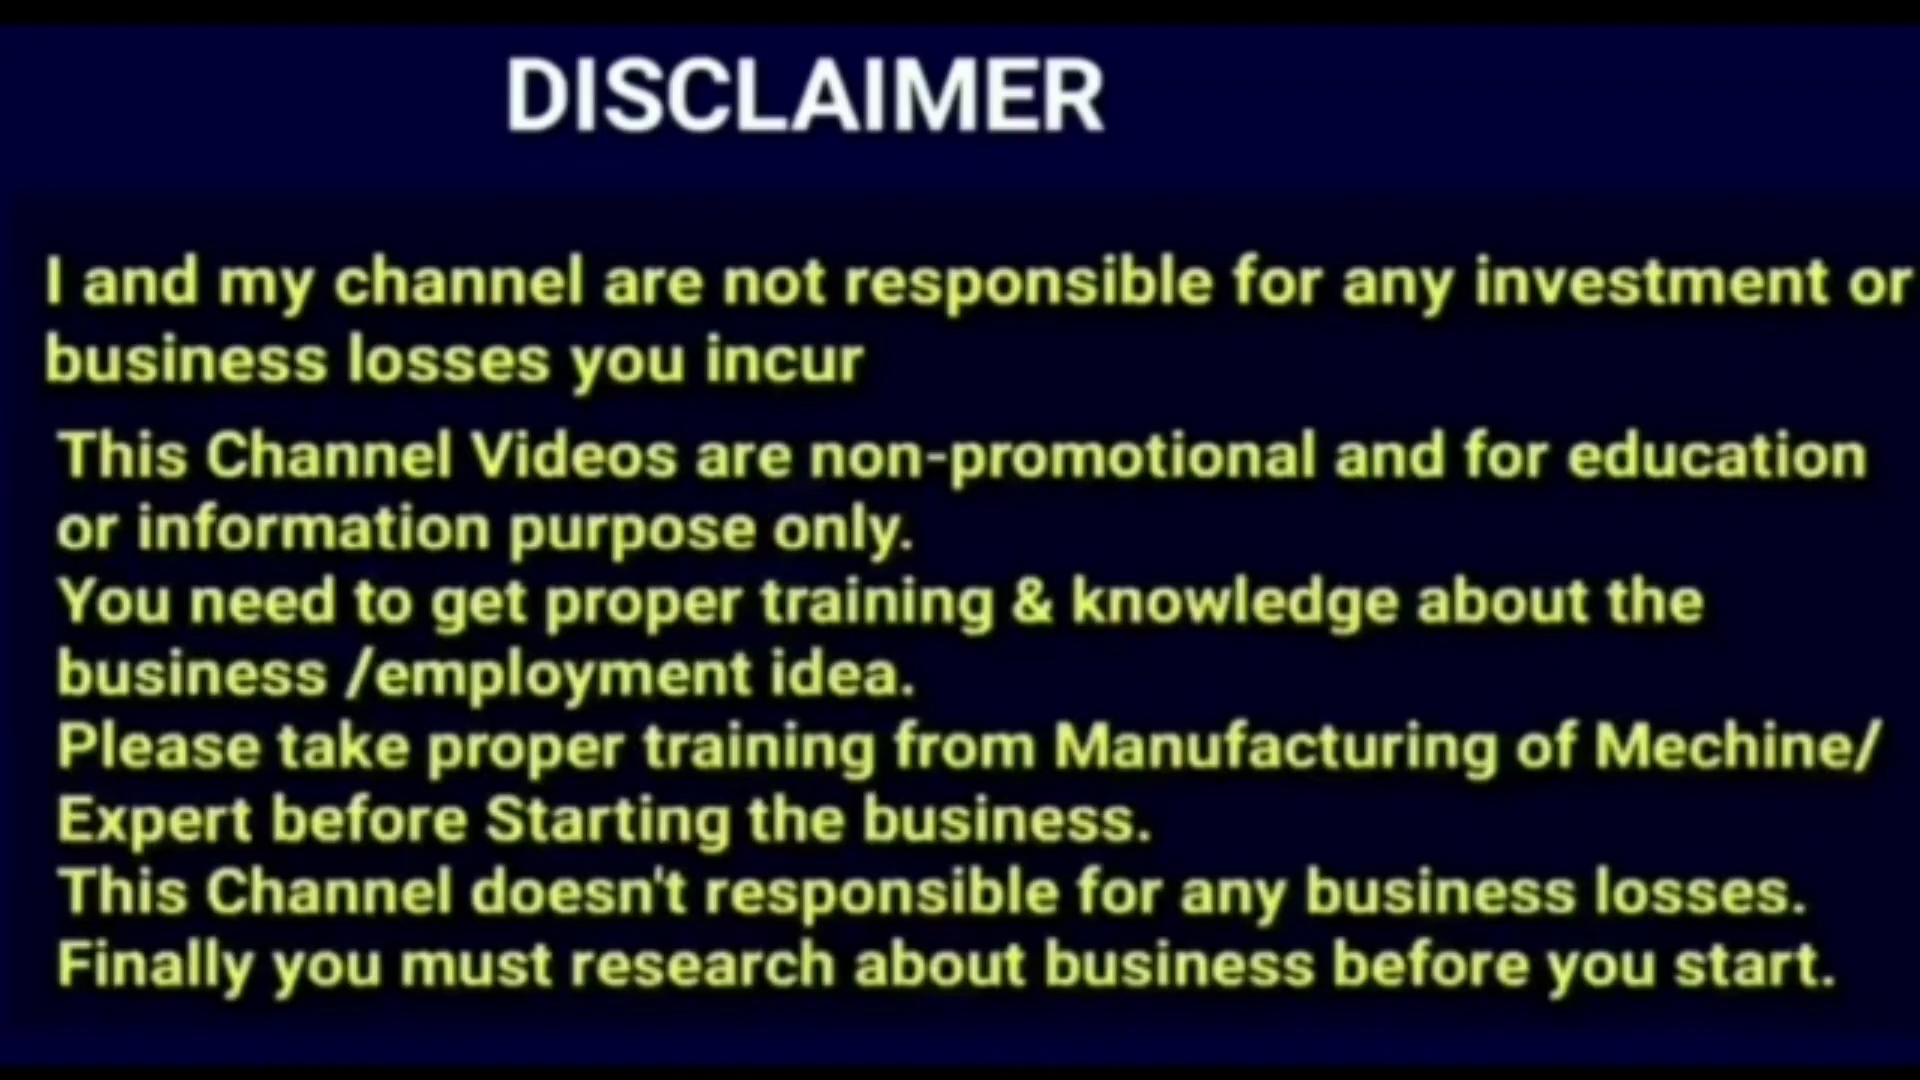 DISCLAIMER
I and my channel are not responsible for any investment or
business losses you incur
This Channel Videos are non-promotional and for education
or information purpose only.
You need to get proper training & knowledge about the
business /employment idea.
Please take proper training from Manufacturing of Mechine/
Expert before Starting the business.
This Channel doesn't responsible for any business losses.
Finally you must research about business before you start.